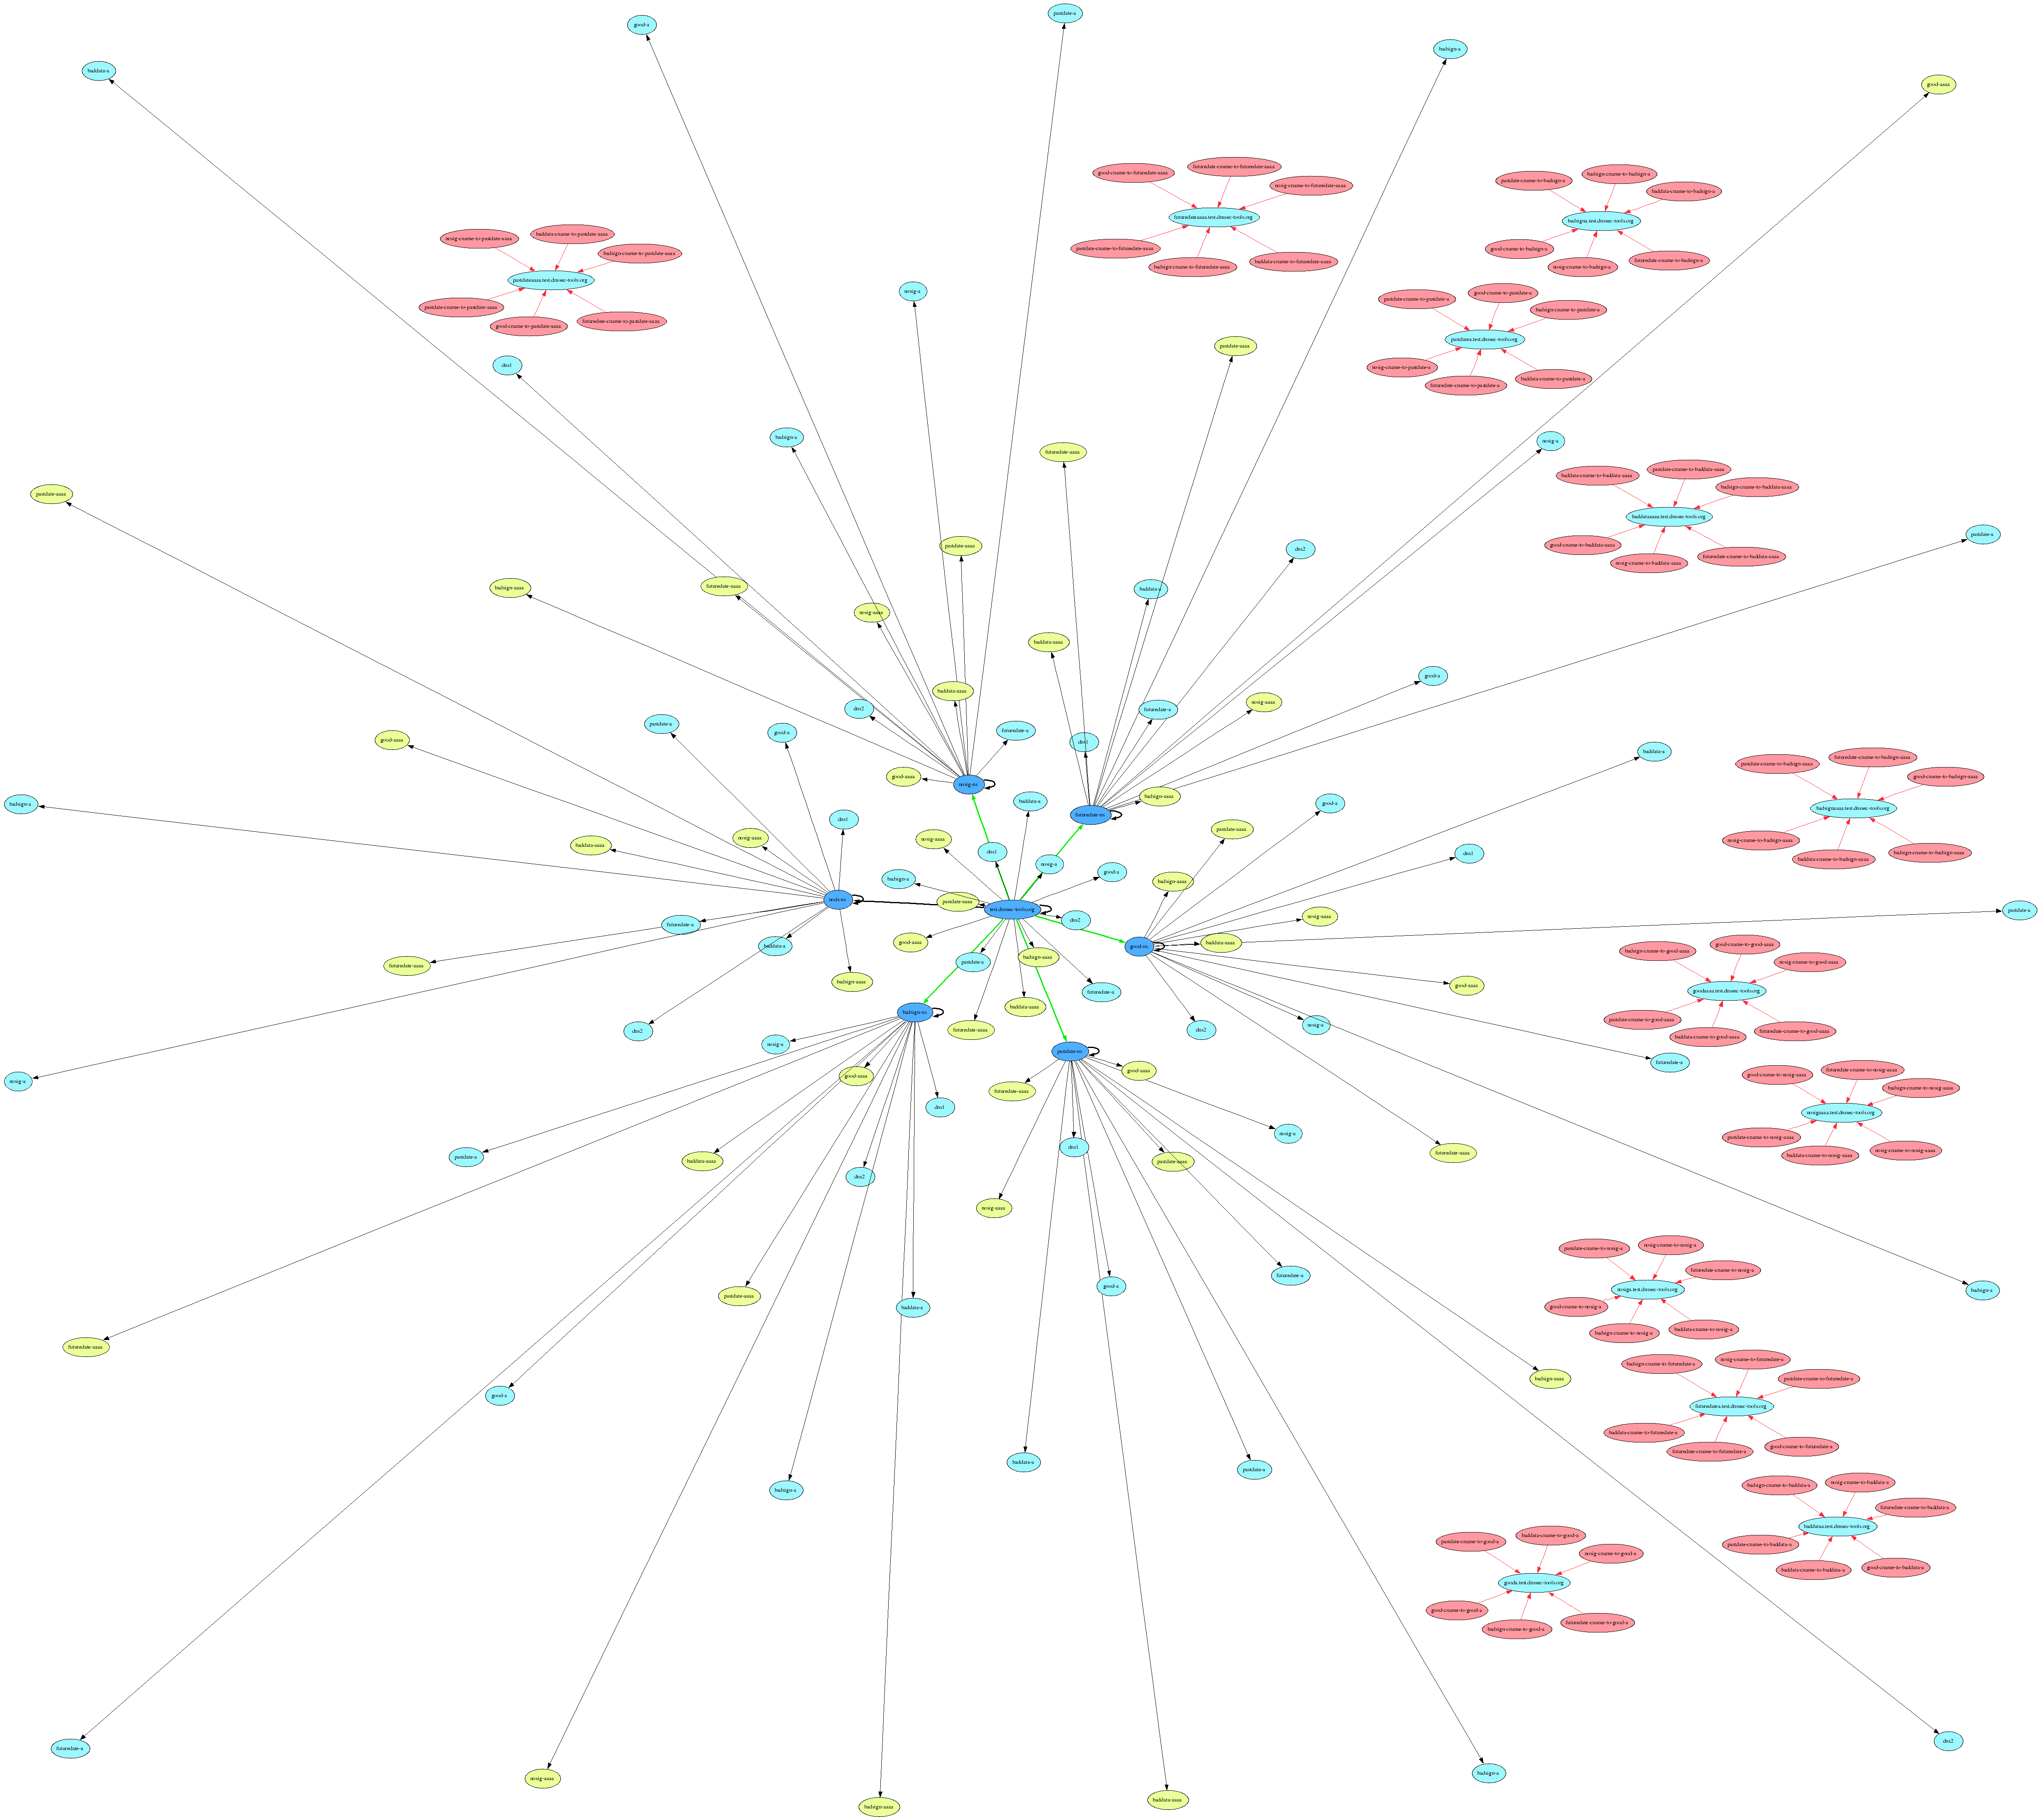 pastdate-a
good-a
badsign-a
baddata-a
good-aaaa
good-cname-to-futuredate-aaaa
futuredate-cname-to-futuredate-aaaa
nosig-cname-to-futuredate-aaaa
futuredateaaaa.test.dnssec-tools.org
pastdate-cname-to-futuredate-aaaa
badsign-cname-to-futuredate-aaaa
baddata-cname-to-futuredate-aaaa
pastdate-cname-to-badsign-a
badsign-cname-to-badsign-a
baddata-cname-to-badsign-a
badsigna.test.dnssec-tools.org
good-cname-to-badsign-a
nosig-cname-to-badsign-a
futuredate-cname-to-badsign-a
nosig-cname-to-pastdate-aaaa
baddata-cname-to-pastdate-aaaa
badsign-cname-to-pastdate-aaaa
pastdateaaaa.test.dnssec-tools.org
pastdate-cname-to-pastdate-aaaa
good-cname-to-pastdate-aaaa
futuredate-cname-to-pastdate-aaaa
nosig-a
pastdate-cname-to-pastdate-a
good-cname-to-pastdate-a
badsign-cname-to-pastdate-a
pastdatea.test.dnssec-tools.org
nosig-cname-to-pastdate-a
futuredate-cname-to-pastdate-a
baddata-cname-to-pastdate-a
pastdate-aaaa
dns1
badsign-a
nosig-a
futuredate-aaaa
baddata-cname-to-baddata-aaaa
pastdate-cname-to-baddata-aaaa
badsign-cname-to-baddata-aaaa
baddataaaaa.test.dnssec-tools.org
good-cname-to-baddata-aaaa
nosig-cname-to-baddata-aaaa
futuredate-cname-to-baddata-aaaa
pastdate-aaaa
pastdate-a
pastdate-aaaa
dns2
badsign-aaaa
futuredate-aaaa
baddata-a
nosig-aaaa
baddata-aaaa
good-a
baddata-aaaa
nosig-aaaa
dns2
futuredate-a
pastdate-a
good-a
futuredate-a
good-aaaa
dns1
baddata-a
pastdate-cname-to-badsign-aaaa
futuredate-cname-to-badsign-aaaa
good-cname-to-badsign-aaaa
badsignaaaa.test.dnssec-tools.org
nosig-cname-to-badsign-aaaa
baddata-cname-to-badsign-aaaa
badsign-cname-to-badsign-aaaa
good-aaaa
nosig-ns
badsign-a
baddata-a
badsign-aaaa
good-a
futuredate-ns
dns1
pastdate-aaaa
nosig-aaaa
nosig-aaaa
baddata-aaaa
dns1
dns1
nosig-a
good-a
badsign-a
badsign-aaaa
nods-ns
pastdate-aaaa
test.dnssec-tools.org
dns2
nosig-aaaa
pastdate-a
futuredate-a
baddata-a
good-aaaa
good-ns
baddata-aaaa
badsign-cname-to-good-aaaa
good-cname-to-good-aaaa
nosig-cname-to-good-aaaa
goodaaaa.test.dnssec-tools.org
pastdate-cname-to-good-aaaa
baddata-cname-to-good-aaaa
futuredate-cname-to-good-aaaa
futuredate-aaaa
pastdate-a
badsign-aaaa
badsign-aaaa
good-aaaa
futuredate-a
baddata-aaaa
badsign-ns
dns2
futuredate-aaaa
dns2
nosig-a
nosig-a
pastdate-ns
futuredate-a
nosig-a
good-aaaa
futuredate-aaaa
good-aaaa
good-cname-to-nosig-aaaa
futuredate-cname-to-nosig-aaaa
badsign-cname-to-nosig-aaaa
nosigaaaa.test.dnssec-tools.org
pastdate-cname-to-nosig-aaaa
baddata-cname-to-nosig-aaaa
nosig-cname-to-nosig-aaaa
dns1
nosig-a
dns1
pastdate-a
baddata-aaaa
pastdate-aaaa
futuredate-aaaa
dns2
nosig-aaaa
pastdate-cname-to-nosig-a
nosig-cname-to-nosig-a
futuredate-cname-to-nosig-a
nosiga.test.dnssec-tools.org
good-cname-to-nosig-a
badsign-cname-to-nosig-a
baddata-cname-to-nosig-a
futuredate-a
good-a
badsign-a
pastdate-aaaa
baddata-a
futuredate-aaaa
badsign-cname-to-futuredate-a
nosig-cname-to-futuredate-a
pastdate-cname-to-futuredate-a
futuredatea.test.dnssec-tools.org
baddata-cname-to-futuredate-a
futuredate-cname-to-futuredate-a
good-cname-to-futuredate-a
badsign-aaaa
good-a
baddata-a
pastdate-a
badsign-a
badsign-cname-to-baddata-a
nosig-cname-to-baddata-a
futuredate-cname-to-baddata-a
baddataa.test.dnssec-tools.org
pastdate-cname-to-baddata-a
baddata-cname-to-baddata-a
good-cname-to-baddata-a
pastdate-cname-to-good-a
baddata-cname-to-good-a
nosig-cname-to-good-a
gooda.test.dnssec-tools.org
good-cname-to-good-a
badsign-cname-to-good-a
futuredate-cname-to-good-a
dns2
futuredate-a
badsign-a
nosig-aaaa
baddata-aaaa
badsign-aaaa